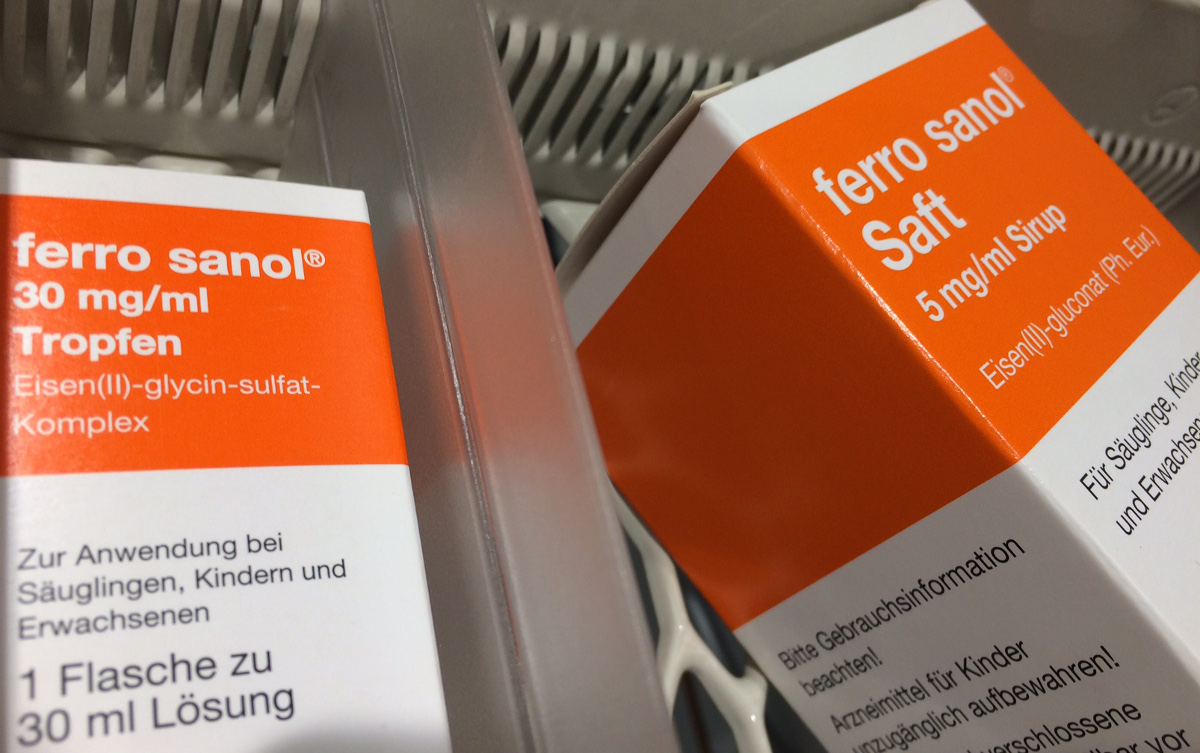 ferro sanol®
30 mg/ml
Tropfen
Eisen(II)-glycin-sulfat-
Komplex
Zur Anwendung bei
Säuglingen, Kindern und
Erwachsenen
1 Flasche zu
30 ml Lösung
ferro sanol®
Saft
5 mg/ml Sirup
Eisen(II)-gluconat (Ph. Eur.)
Für Säuglinge, Kinder
und Erwachsene
Bitte Gebrauchsinformation
beachten!
Arzneimittel für Kinder
unzugänglich aufbewahren!
verschlossene
vor